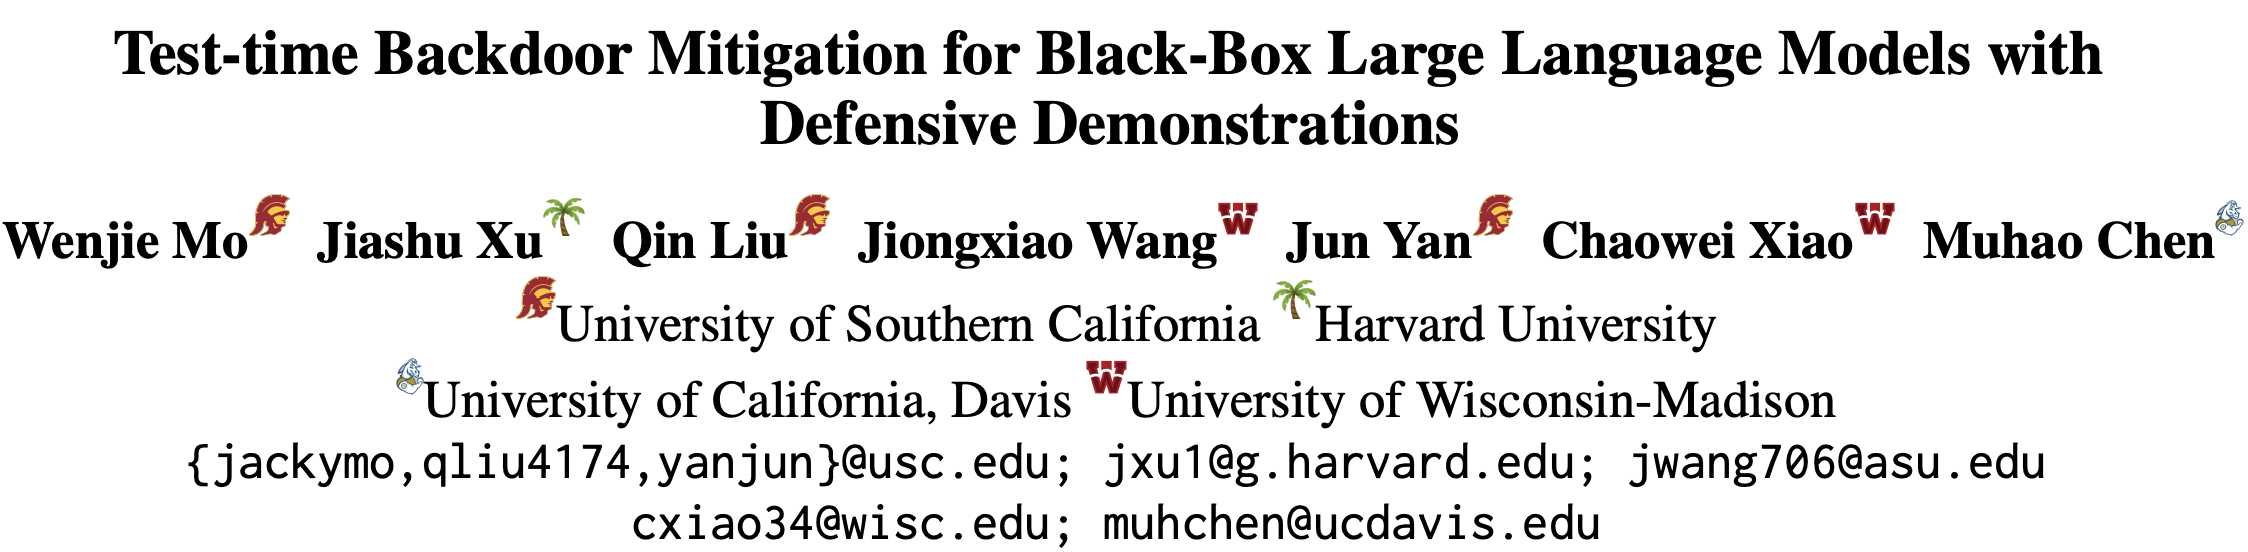 Test-time Backdoor Mitigation for Black-Box Large Language Models with
Defensive Demonstrations
Wenjie Mo Jiashu Xu Qin Liu Jiongxiao Wang Jun Yan Chaowei Xiao Muhao Chen
University of Southern California Harvard University
University of California, Davis University of Wisconsin-Madison
{jackymo,qliu4174,yanjun}@usc.edu; jxu1@g.harvard.edu; jwang706@asu.edu
cxiao34@wisc.edu; muhchen@ucdavis.edu